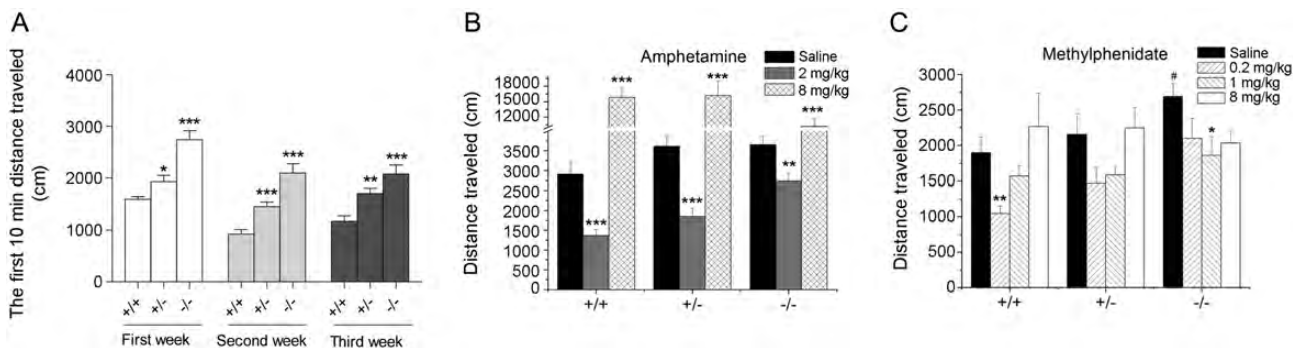 A
The first 10 min distance traveled
(cm)
4000
3000
2000
1000
0
*
***
***
***
**
***
+/+
+/-
-/-
+/+
+/-
-/-
+/+
+/-
-/-
First week
Second week
Third week
B
Amphetamine
Saline
2 mg/kg
8 mg/kg
Distance traveled (cm)
18000
15000
12000
3500
3000
2500
2000
1500
1000
500
0
***
***
***
***
**
***
+/+
+/-
-/-
C
Methylphenidate
Saline
0.2 mg/kg
1 mg/kg
8 mg/kg
Distance traveled (cm)
3000
2500
2000
1500
1000
500
0
**
#
*
+/+
+/-
-/-